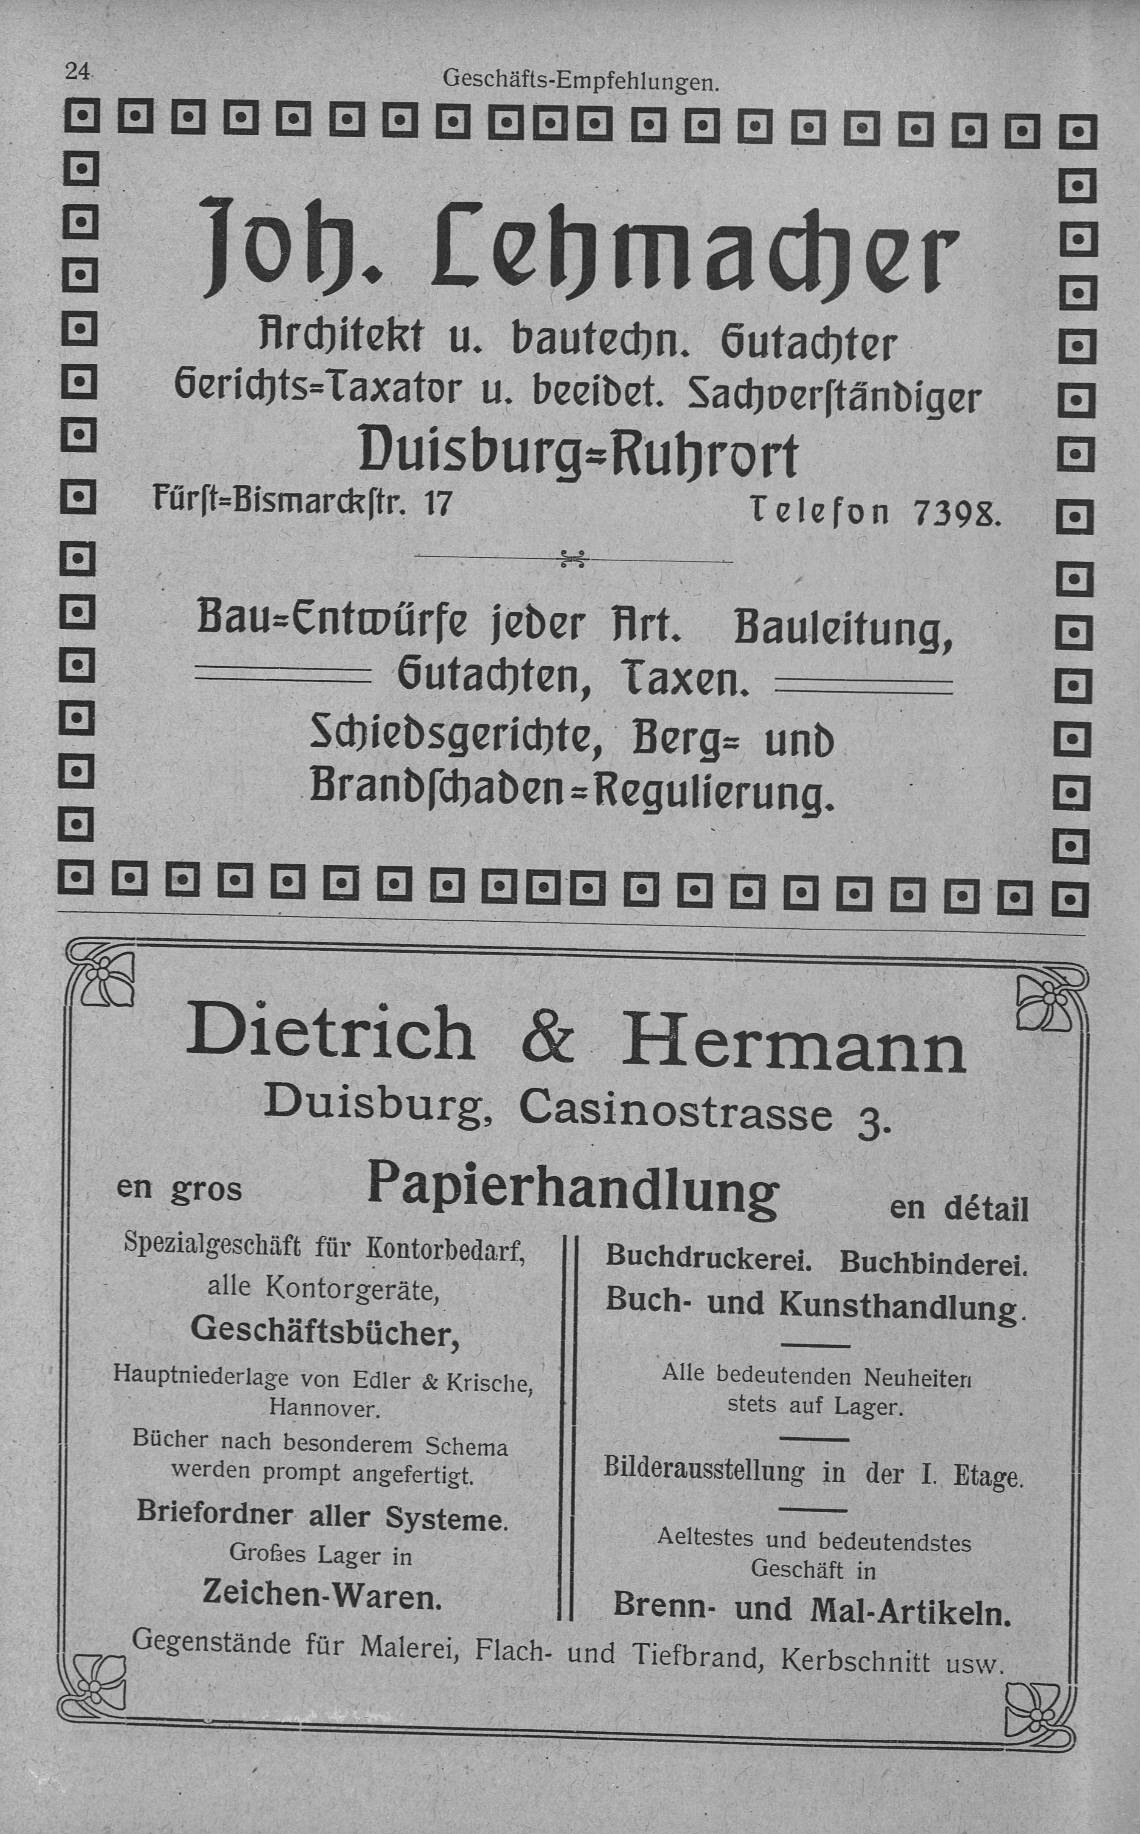 24
Geschäfts-Empfehlungen.
Joh. Lehmacher
Architekt u. bautechn. Gutachter
Gerichts=Taxator u. beeidet. Sachverſtändiger
Duisburg=Ruhrort
Fürſt=Bismarckſtr. 17 Telefon 7398.
Bau=Entwürfe jeder Art. Bauleitung,
Gutachten, Taxen.
Schiedsgerichte, Berg= und
Brandſchaden=Regulierung.
Dietrich & Hermann
Duisburg, Casinostrasse 3.
en gros Papierhandlung en détail
Spezialgeschäft für Kontorbedarf,
alle Kontorgeräte,
Geschäftsbücher,
Hauptniederlage von Edler & Krische,
Hannover.
Bücher nach besonderem Schema
werden prompt angefertigt.
Briefordner aller Systeme.
Großes Lager in
Zeichen-Waren.
Buchdruckerei. Buchbinderei.
Buch- und Kunsthandlung.
Alle bedeutenden Neuheiten
stets auf Lager.
Bilderausstellung in der I. Etage.
Aeltestes und bedeutendstes
Geschäft in
Brenn- und Mal-Artikeln.
Gegenstände für Malerei, Flach- und Tiefbrand, Kerbschnitt usw.